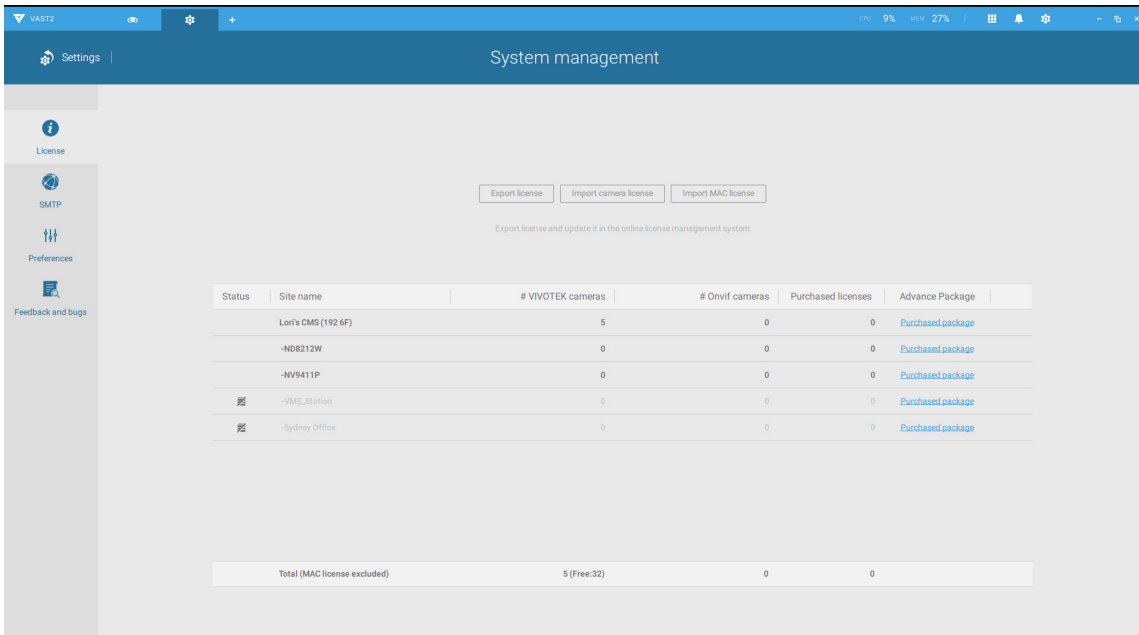 VAST2 CPU 9% MEM 27%
Settings System management
License
SMTP
Preferences
Feedback and bugs
Export license Import camera license Import MAC license
Export license and update it in the online license management system
Status Site name # VIVOTEK cameras # Onvif cameras Purchased licenses Advance Package
Lori's CMS (192 6F) 5 0 0 Purchased package
-ND8212W 0 0 0 Purchased package
-NV9411P 0 0 0 Purchased package
-VMS_Station 0 0 0 Purchased package
-Sydney Office 0 0 0 Purchased package
Total (MAC license excluded) 5 (Free:32) 0 0